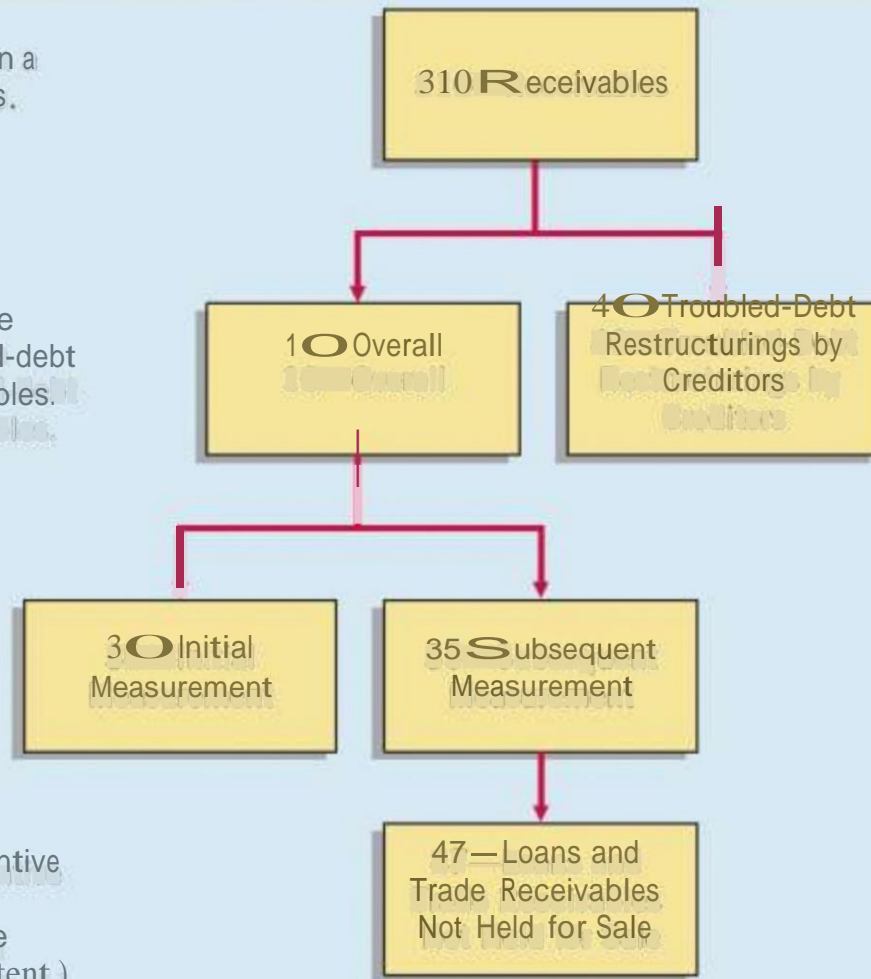 n a
s.
310 Receivables
e
l-debt
bles.
10 Overall
40 Troubled-Debt
Restructurings by
Creditors
30 Initial
Measurement
35 Subsequent
Measurement
ntive
e
tent.)
47—Loans and
Trade Receivables
Not Held for Sale